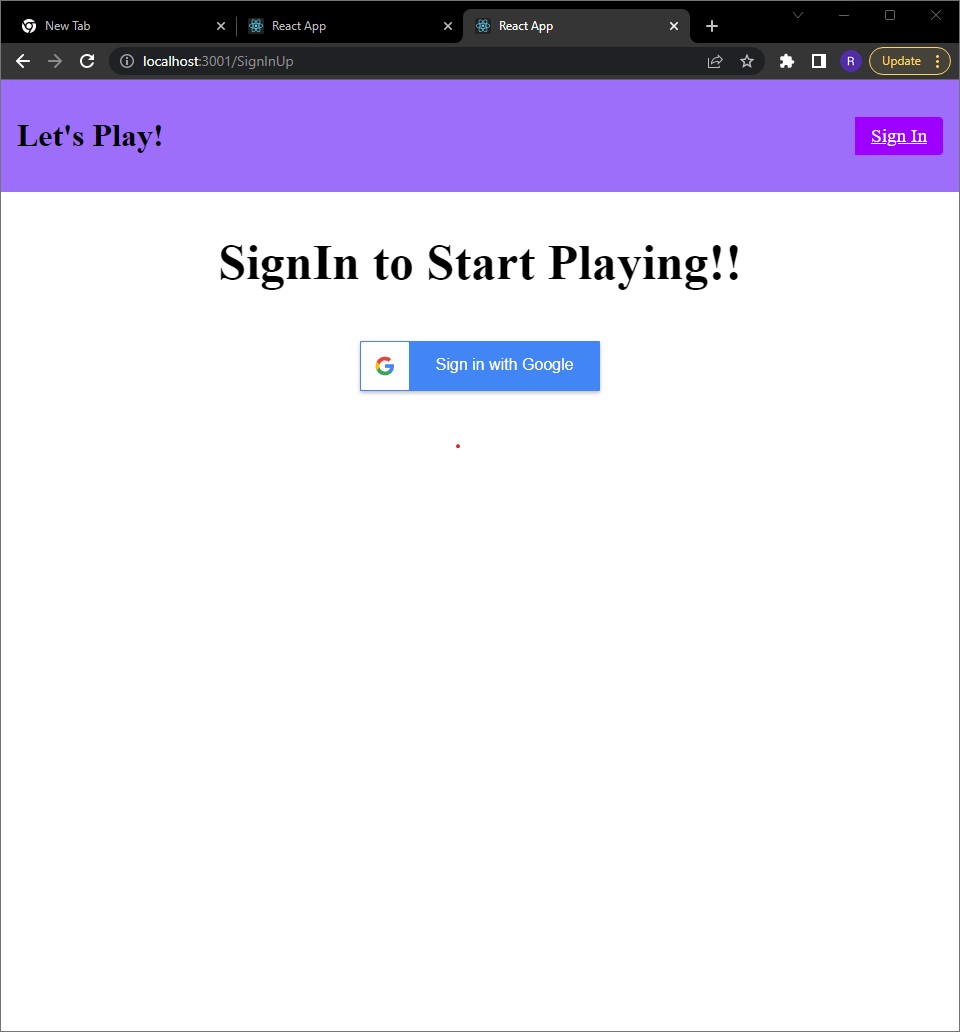 New Tab
React App
React App
localhost:3001/SignInUp
R
Update
Let's Play!
Sign In
SignIn to Start Playing!!
G
Sign in with Google